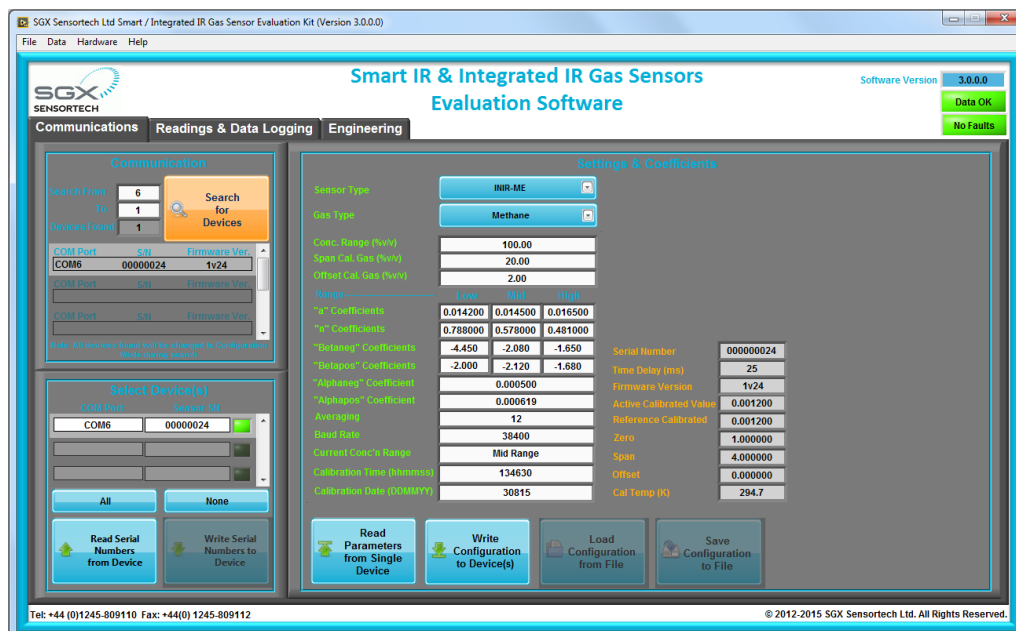 SGX Sensortech Ltd Smart / Integrated IR Gas Sensor Evaluation Kit (Version 3.0.0.0)
File Data Hardware Help
SGX
SENSORTECH
Smart IR & Integrated IR Gas Sensors
Evaluation Software
Software Version 3.0.0.0
Data OK
No Faults
Communications Readings & Data Logging Engineering
Communication
Search From 6
To 1
Devices Found 1
Search
for
Devices
COM Port S/N Firmware Ver.
COM6 00000024 1v24
COM Port S/N Firmware Ver.
COM Port S/N Firmware Ver.
Select Device(s)
COM Port Sensor SN
COM6 00000024
All None
Read Serial
Numbers
from Device
Write Serial
Numbers to
Device
Settings & Coefficients
Sensor Type INIR-ME
Gas Type Methane
Conc. Range (%v/v) 100.00
Span Cal. Gas (%v/v) 20.00
Offset Cal. Gas (%v/v) 2.00
Range Low Mid High
"a" Coefficients 0.014200 0.014500 0.016500
"n" Coefficients 0.788000 0.578000 0.481000
"Betaneg" Coefficients -4.450 -2.080 -1.650
"Betapos" Coefficients -2.000 -2.120 -1.680
"Alphaneg" Coefficient 0.000500
"Alphapos" Coefficient 0.000619
Averaging 12
Baud Rate 38400
Current Conc'n Range Mid Range
Calibration Time (hhmmss) 134630
Calibration Date (DDMMYY) 30815
Serial Number 000000024
Time Delay (ms) 25
Firmware Version 1v24
Active Calibrated Value 0.001200
Reference Calibrated 0.001200
Zero 1.000000
Span 4.000000
Offset 0.000000
Cal Temp (K) 294.7
Read
Parameters
from Single
Device
Write
Configuration
to Device(s)
Load
Configuration
from File
Save
Configuration
to File
Tel: +44 (0)1245-809110 Fax: +44(0) 1245-809112
© 2012-2015 SGX Sensortech Ltd. All Rights Reserved.